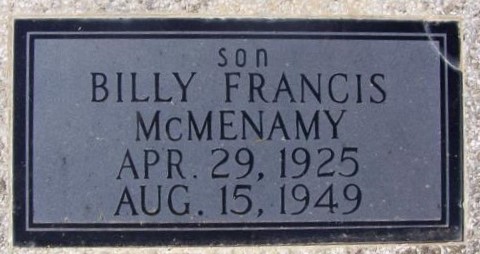 son
BILLY FRANCIS
McMENAMY
APR. 29, 1925
AUG. 15, 1949